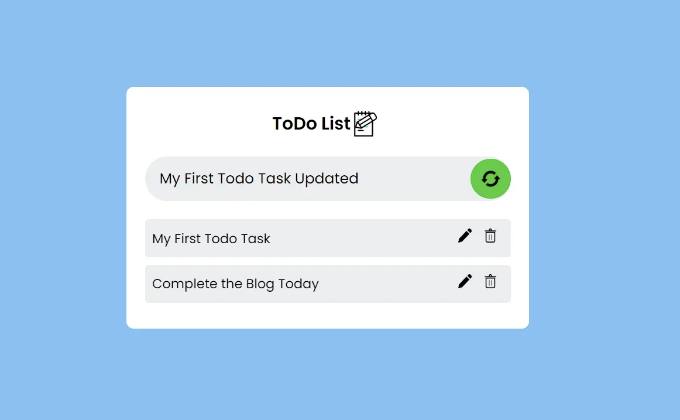 ToDo List
My First Todo Task Updated
My First Todo Task
Complete the Blog Today